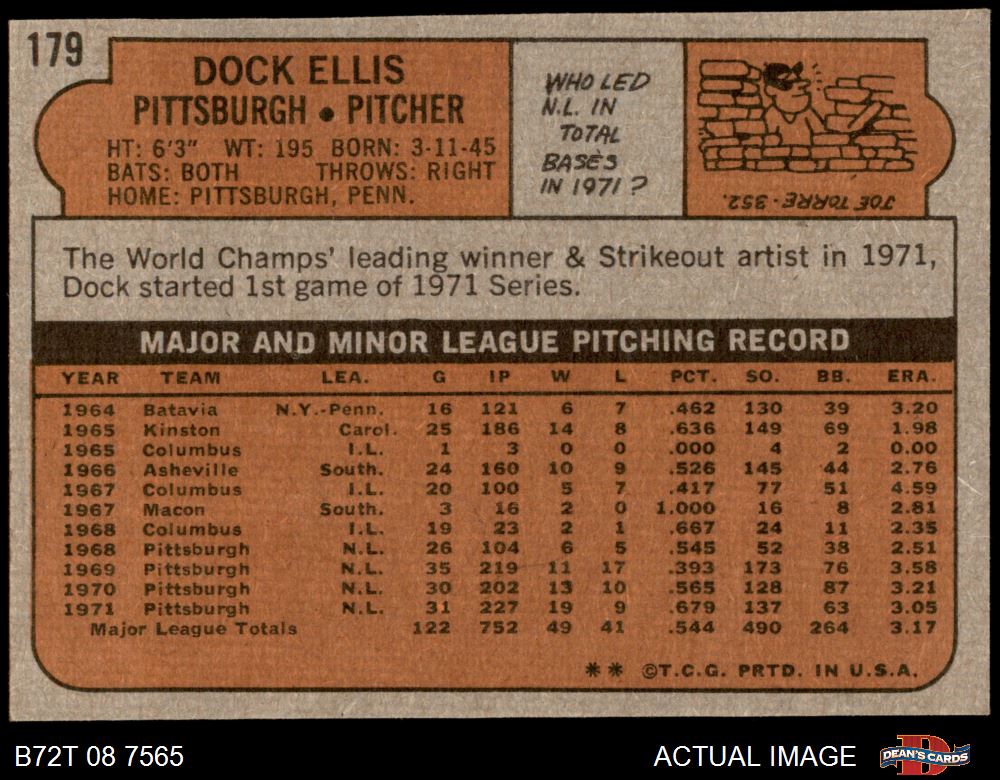 179
DOCK ELLIS
PITTSBURGH • PITCHER
HT: 6'3" WT: 195 BORN: 3-11-45
BATS: BOTH THROWS: RIGHT
HOME: PITTSBURGH, PENN.
WHO LED
N.L. IN
TOTAL
BASES
IN 1971?
JOE TORRE - 352.
The World Champs' leading winner & Strikeout artist in 1971,
Dock started 1st game of 1971 Series.
MAJOR AND MINOR LEAGUE PITCHING RECORD
YEAR TEAM LEA. G IP W L PCT. SO. BB. ERA.
1964 Batavia N.Y.-Penn. 16 121 6 7 .462 130 39 3.20
1965 Kinston Carol. 25 186 14 8 .636 149 69 1.98
1965 Columbus I.L. 1 3 0 0 .000 4 2 0.00
1966 Asheville South. 24 160 10 9 .526 145 44 2.76
1967 Columbus I.L. 20 100 5 7 .417 77 51 4.59
1967 Macon South. 3 16 2 0 1.000 16 8 2.81
1968 Columbus I.L. 19 23 2 1 .667 24 11 2.35
1968 Pittsburgh N.L. 26 104 6 5 .545 52 38 2.51
1969 Pittsburgh N.L. 35 219 11 17 .393 173 76 3.58
1970 Pittsburgh N.L. 30 202 13 10 .565 128 87 3.21
1971 Pittsburgh N.L. 31 227 19 9 .679 137 63 3.05
Major League Totals 122 752 49 41 .544 490 264 3.17
** ©T.C.G. PRTD. IN U.S.A.
B72T 08 7565 ACTUAL IMAGE DEAN'S CARDS